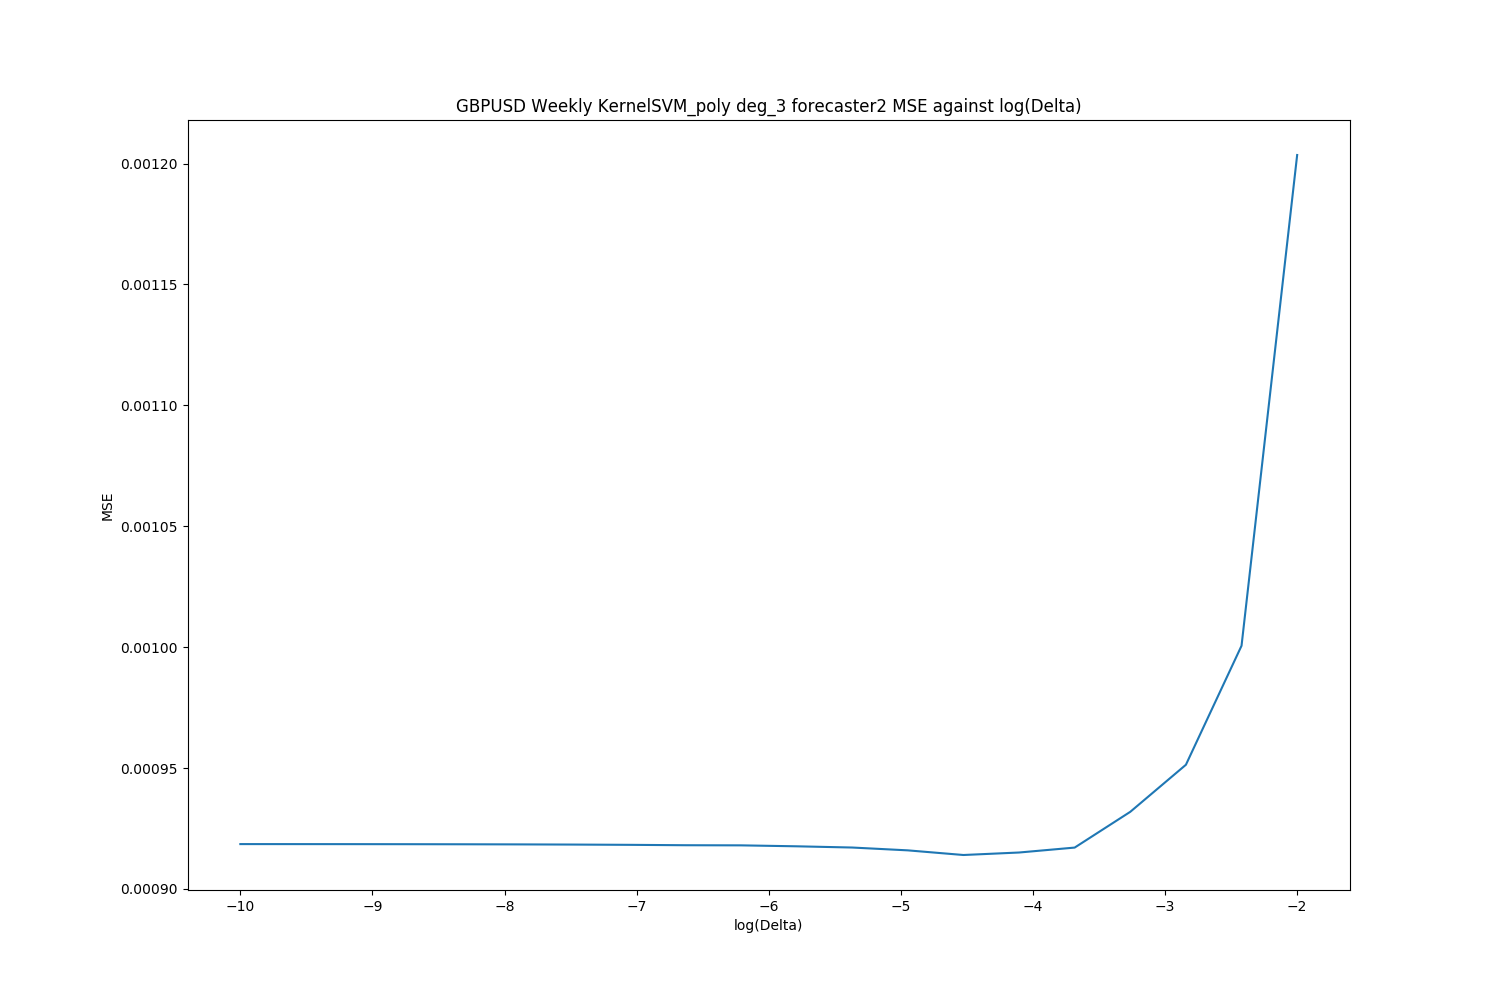 GBPUSD Weekly KernelSVM_poly deg_3 forecaster2 MSE against log(Delta)
0.00120
0.00115
0.00110
MSE
0.00105
0.00100
0.00095
0.00090
−10 −9 −8 −7 −6 −5 −4 −3 −2
log(Delta)